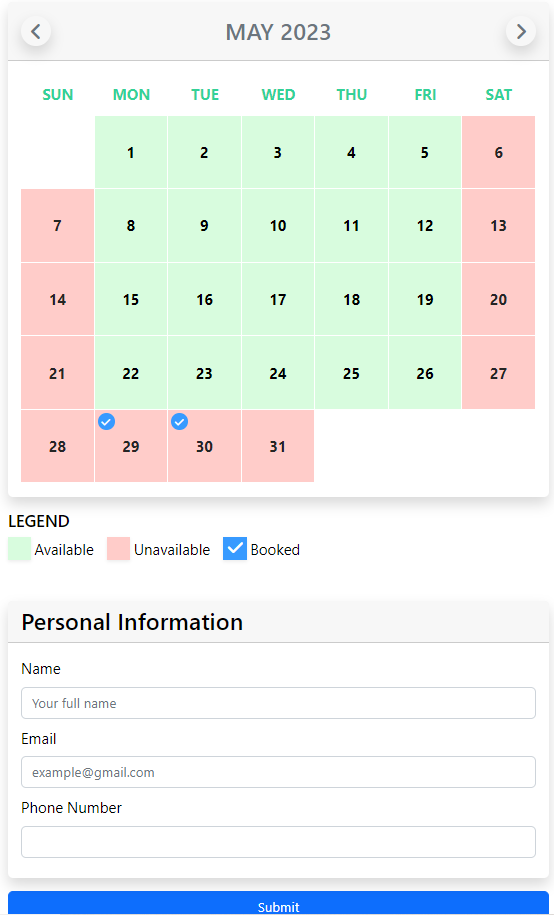 MAY 2023
SUN MON TUE WED THU FRI SAT
1 2 3 4 5 6
7 8 9 10 11 12 13
14 15 16 17 18 19 20
21 22 23 24 25 26 27
28 29 30 31
LEGEND
Available Unavailable Booked
Personal Information
Name
Your full name
Email
example@gmail.com
Phone Number
Submit